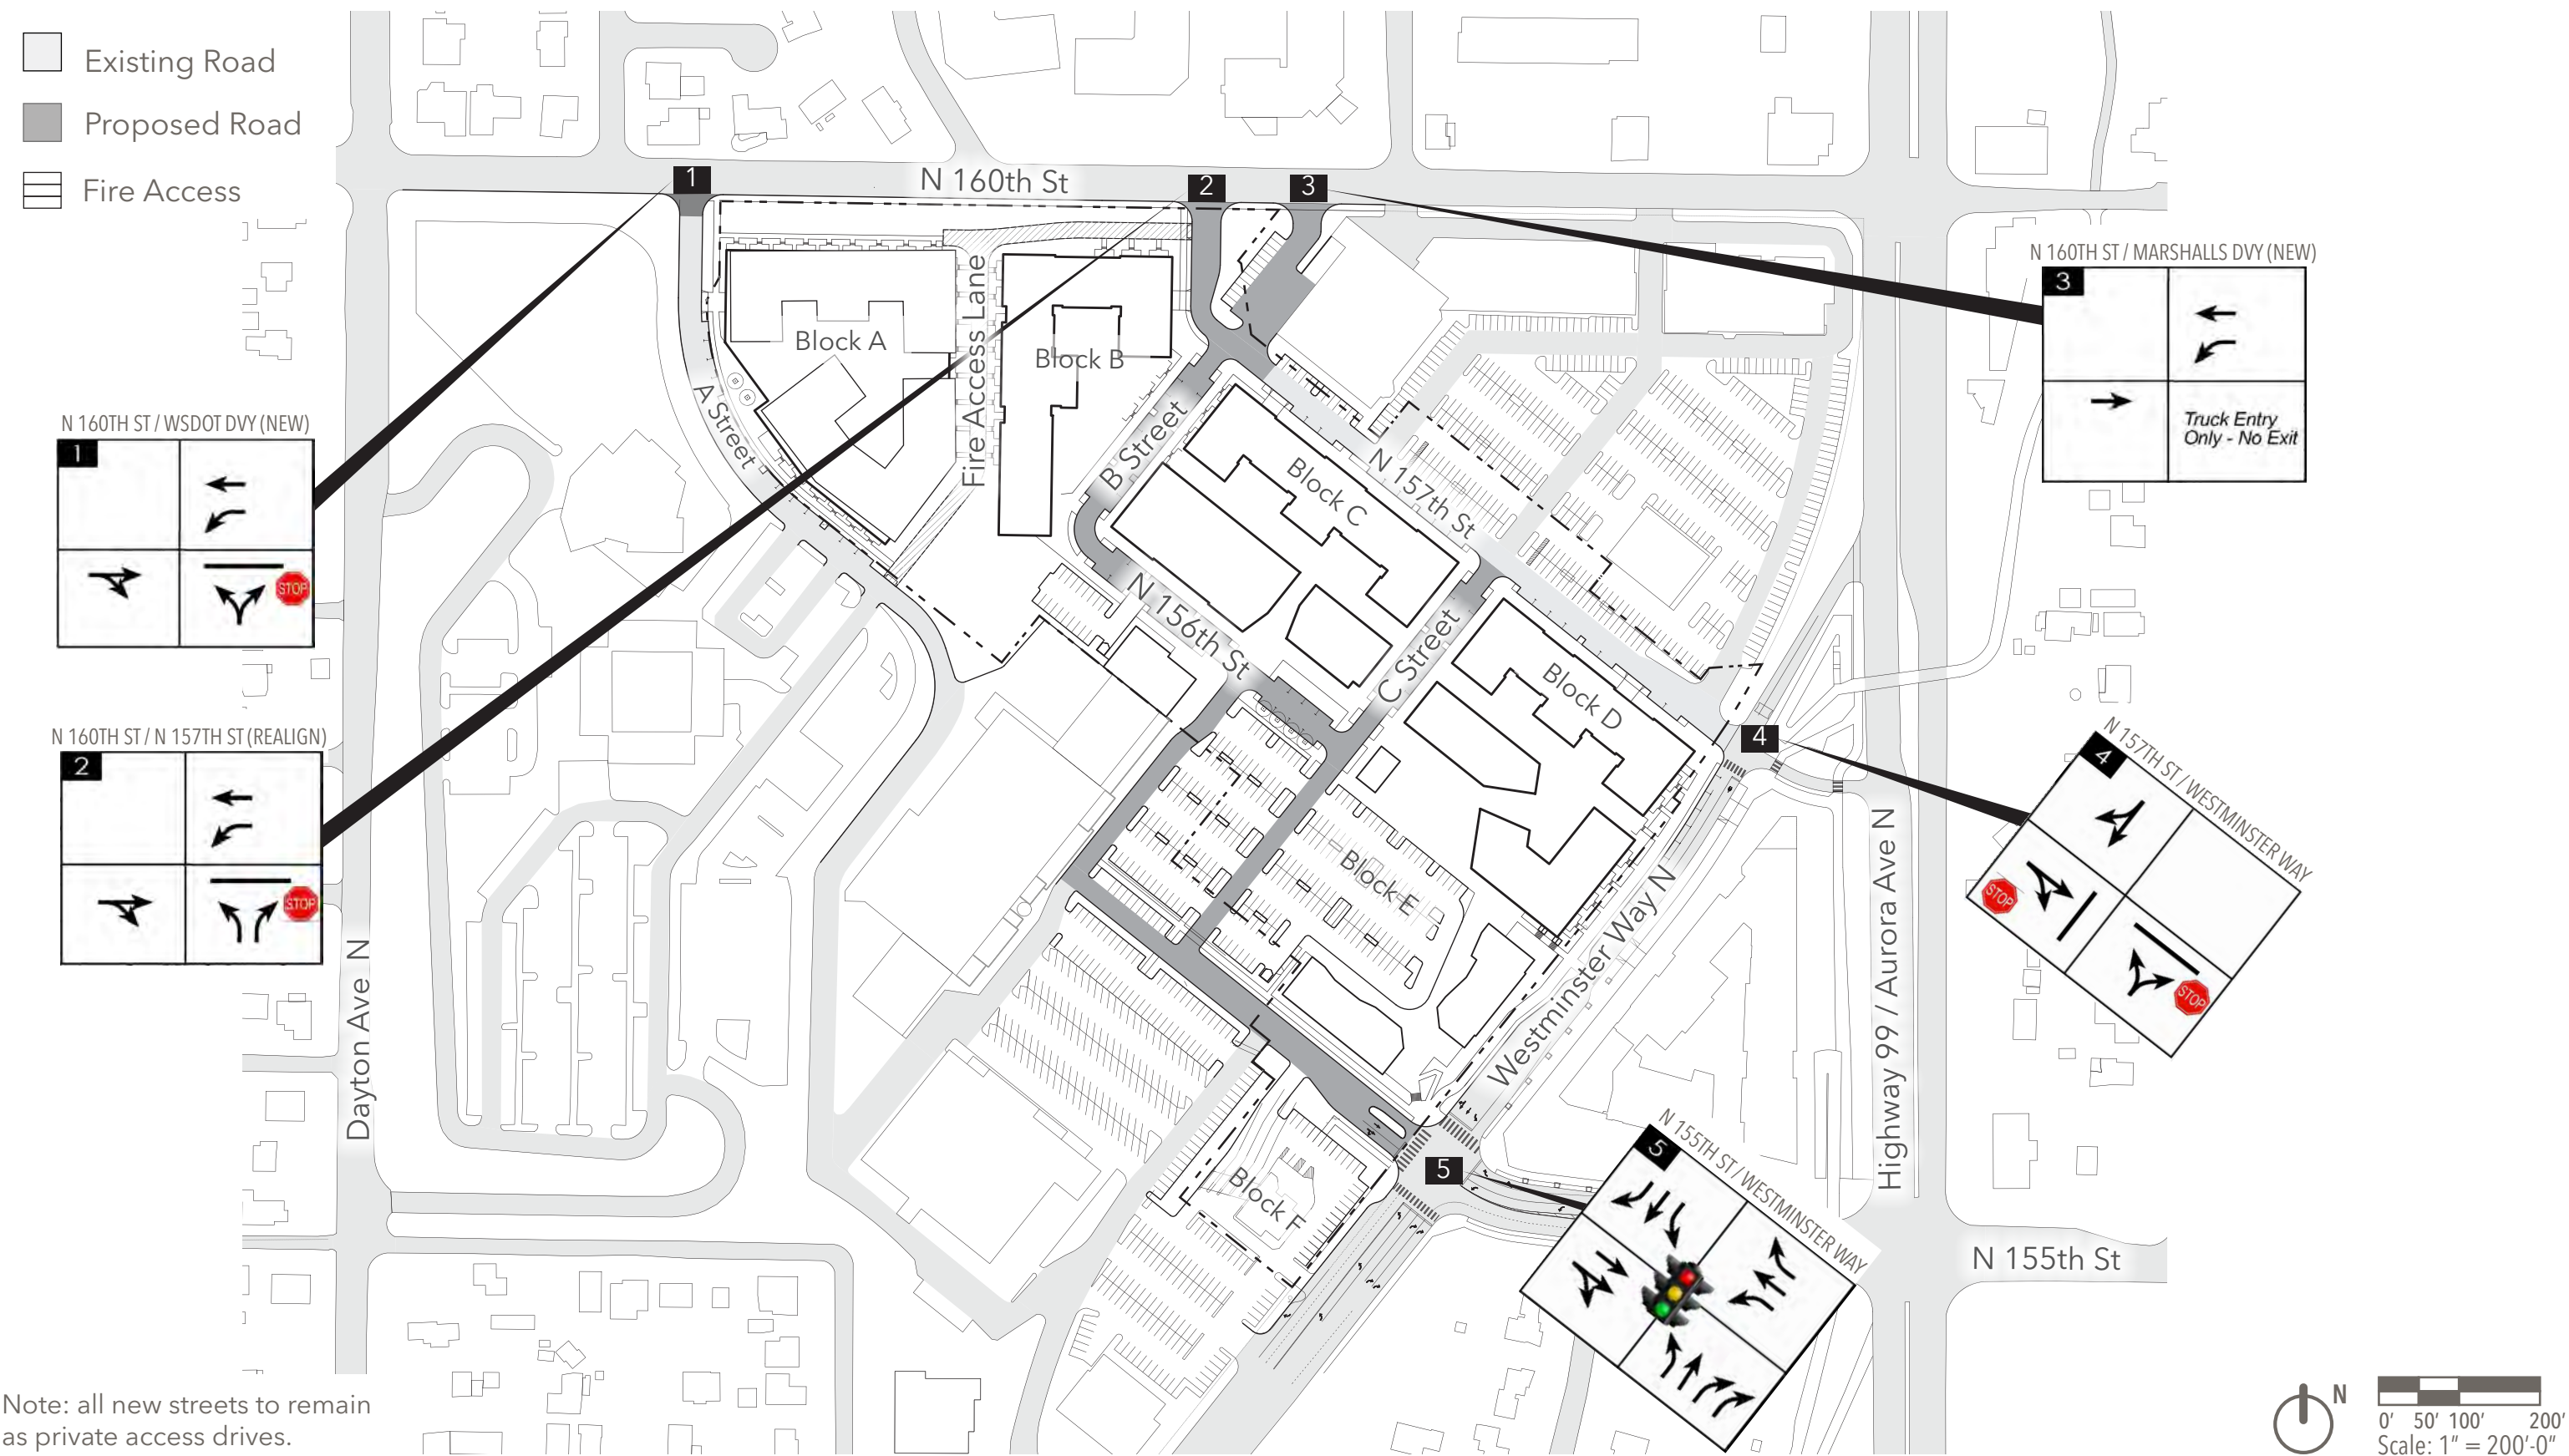 Existing Road
Proposed Road
Fire Access
1
N 160th St
2
3
N 160TH ST / MARSHALLS DVY (NEW)
3
Truck Entry
Only - No Exit
Fire Access Lane
Block A
Block B
A Street
B Street
N 160TH ST / WSDOT DVY (NEW)
1
STOP
Block C
N 157th St
N 156th St
C Street
Block D
N 160TH ST / N 157TH ST (REALIGN)
2
STOP
4
N 157TH ST / WESTMINSTER WAY
4
STOP
STOP
Block E
Westminster Way N
Highway 99 / Aurora Ave N
Dayton Ave N
5
N 155TH ST / WESTMINSTER WAY
5
Block F
N 155th St
Note: all new streets to remain
as private access drives.
N
0' 50' 100' 200'
Scale: 1" = 200'-0"